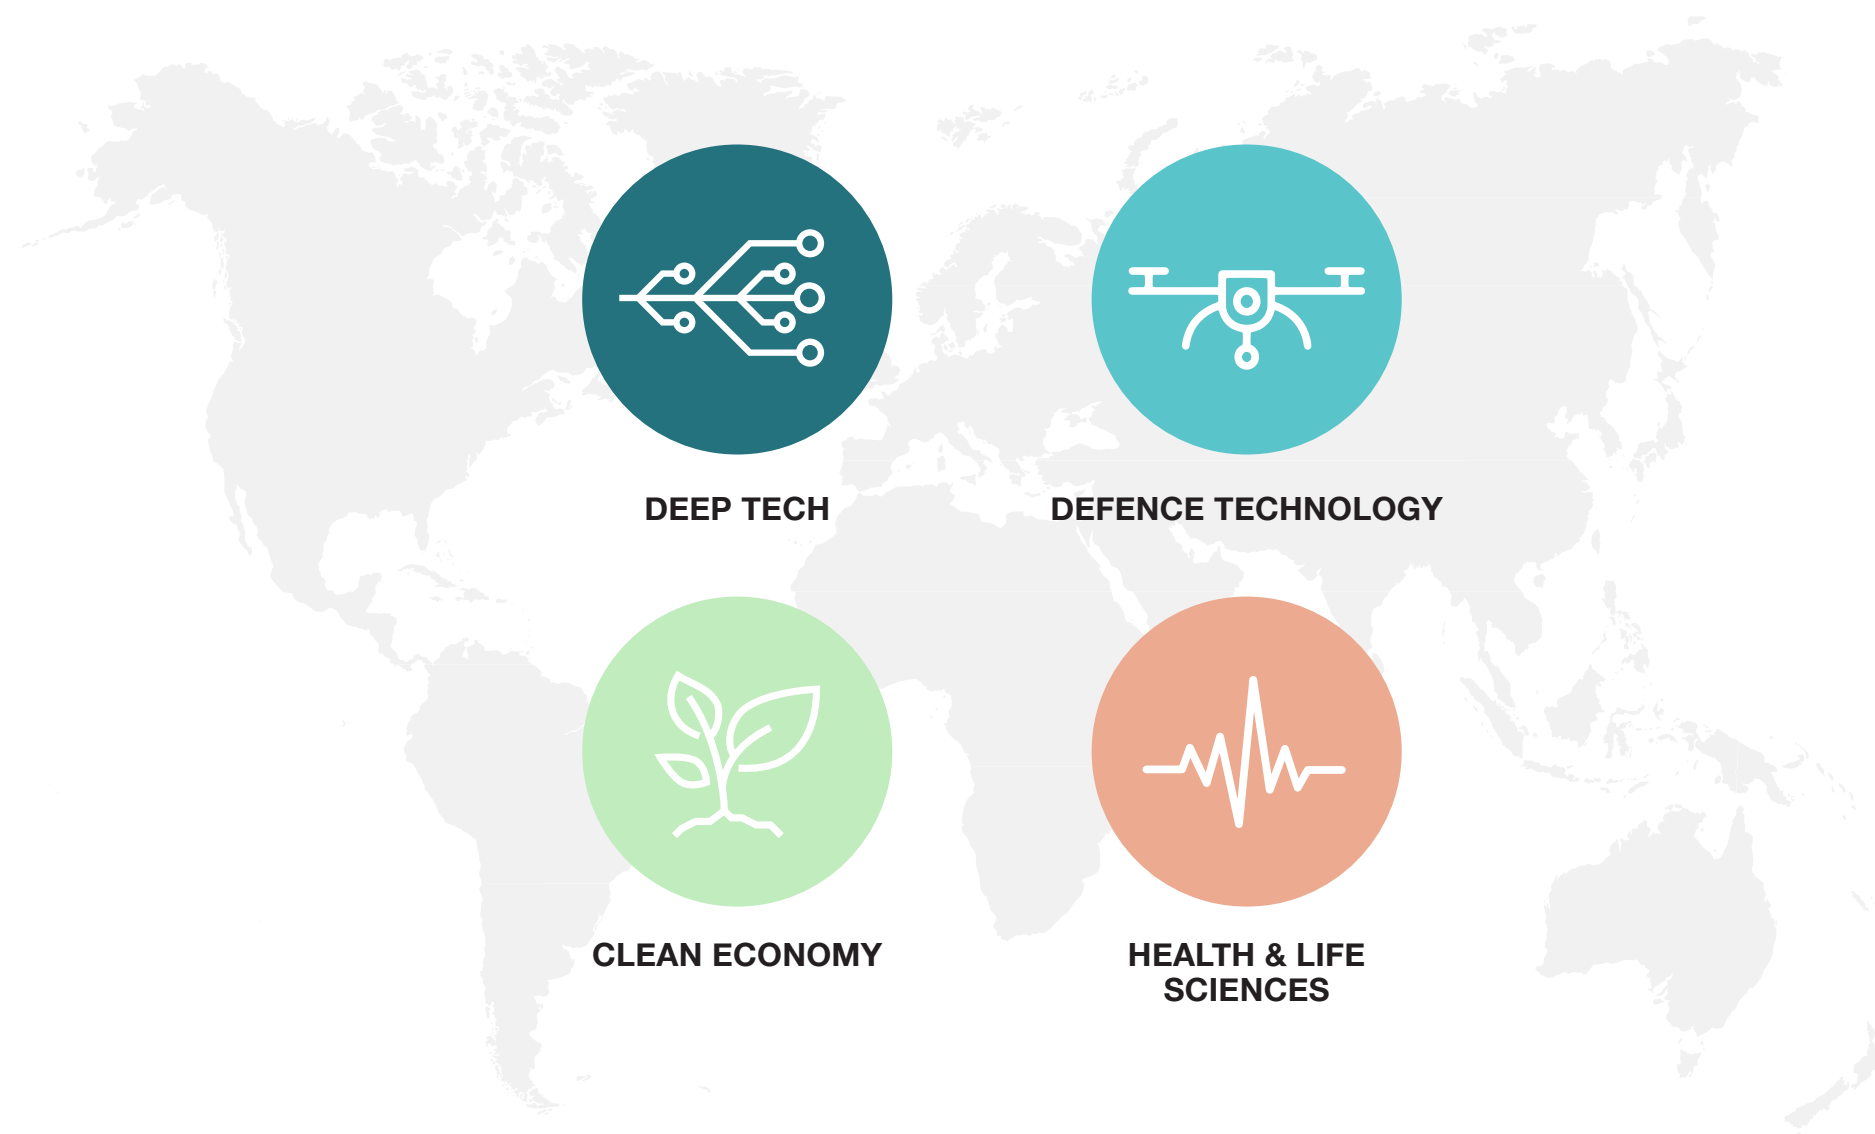 DEEP TECH
DEFENCE TECHNOLOGY
CLEAN ECONOMY
HEALTH & LIFE
SCIENCES